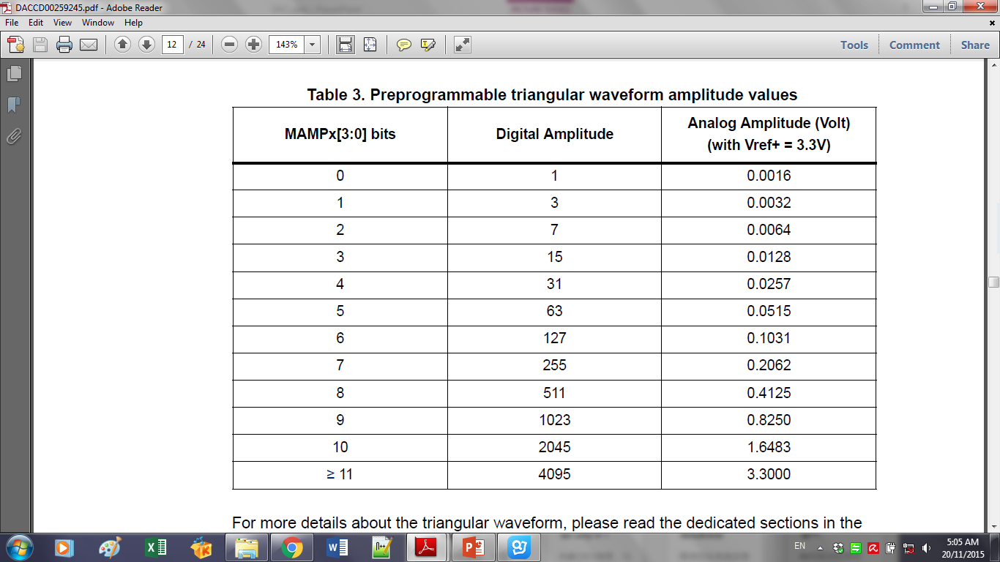 DACCD00259245.pdf - Adobe Reader
File Edit View Window Help
12 / 24 143% Tools Comment Share
Table 3. Preprogrammable triangular waveform amplitude values
MAMPx[3:0] bits Digital Amplitude Analog Amplitude (Volt)
(with Vref+ = 3.3V)
0 1 0.0016
1 3 0.0032
2 7 0.0064
3 15 0.0128
4 31 0.0257
5 63 0.0515
6 127 0.1031
7 255 0.2062
8 511 0.4125
9 1023 0.8250
10 2045 1.6483
≥ 11 4095 3.3000
For more details about the triangular waveform, please read the dedicated sections in the
EN 5:05 AM
20/11/2015